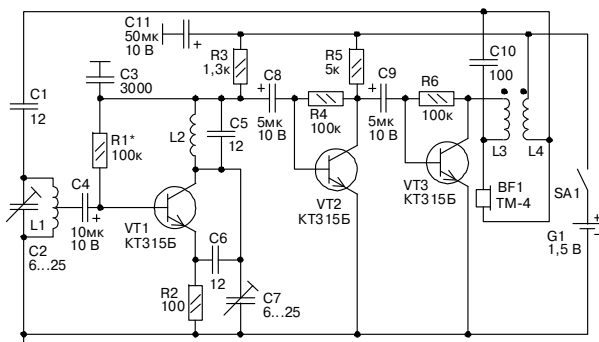 C11
50мк
10 В
R3
1,3к
R5
5к
C10
100
C3
3000
C8
C9
R6
C1
12
R1*
100к
L2
C5
12
5мк
10 В
R4
100к
5мк
10 В
100к
L3
L4
C4
L1
10мк
10 В
C2
6...25
VT1
КТ315Б
VT2
КТ315Б
VT3
КТ315Б
BF1
ТМ-4
SA1
G1
1,5 В
C6
12
R2
100
C7
6...25